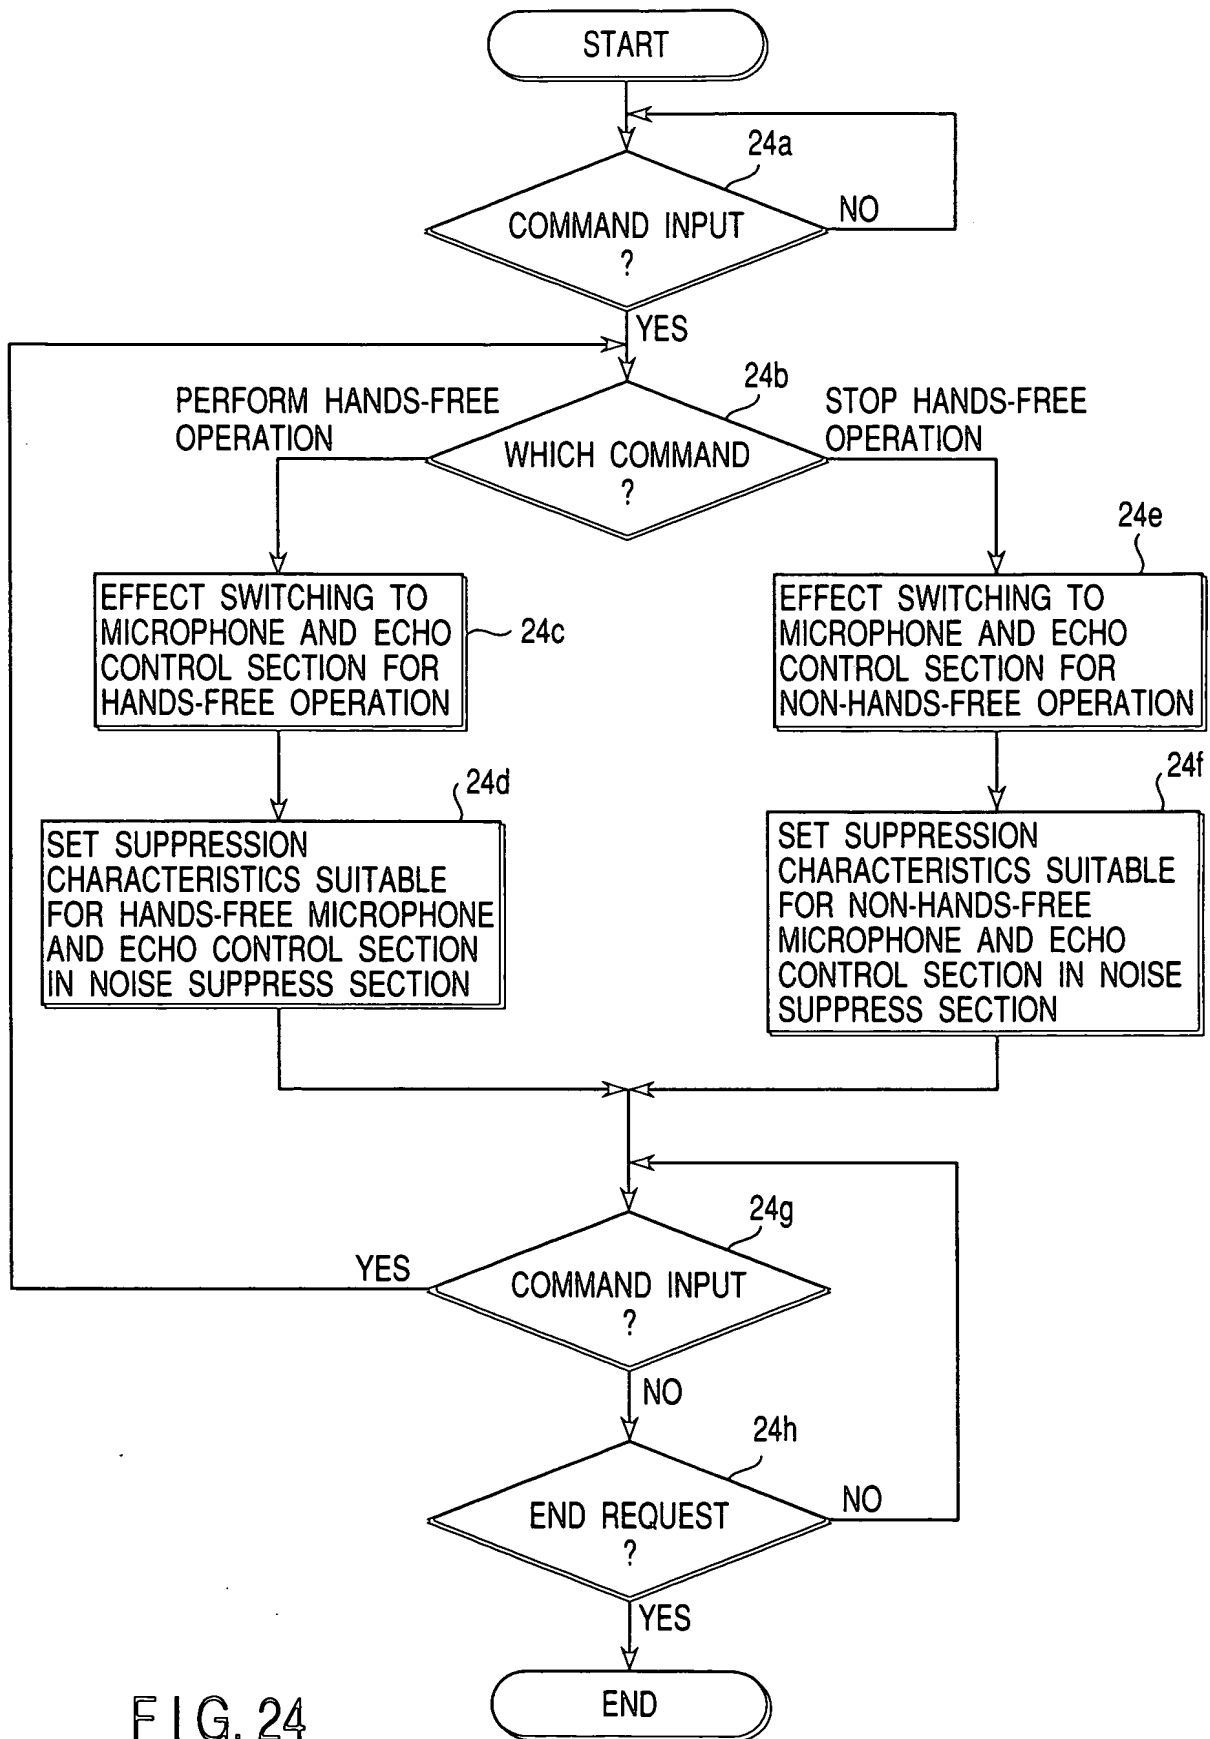 START
24a
COMMAND INPUT
?
NO
YES
24b
PERFORM HANDS-FREE
OPERATION
WHICH COMMAND
?
STOP HANDS-FREE
OPERATION
EFFECT SWITCHING TO
MICROPHONE AND ECHO
CONTROL SECTION FOR
HANDS-FREE OPERATION
24c
24e
EFFECT SWITCHING TO
MICROPHONE AND ECHO
CONTROL SECTION FOR
NON-HANDS-FREE OPERATION
24d
SET SUPPRESSION
CHARACTERISTICS SUITABLE
FOR HANDS-FREE MICROPHONE
AND ECHO CONTROL SECTION
IN NOISE SUPPRESS SECTION
24f
SET SUPPRESSION
CHARACTERISTICS SUITABLE
FOR NON-HANDS-FREE
MICROPHONE AND ECHO
CONTROL SECTION IN NOISE
SUPPRESS SECTION
24g
YES
COMMAND INPUT
?
NO
24h
END REQUEST
?
NO
YES
END
FIG. 24